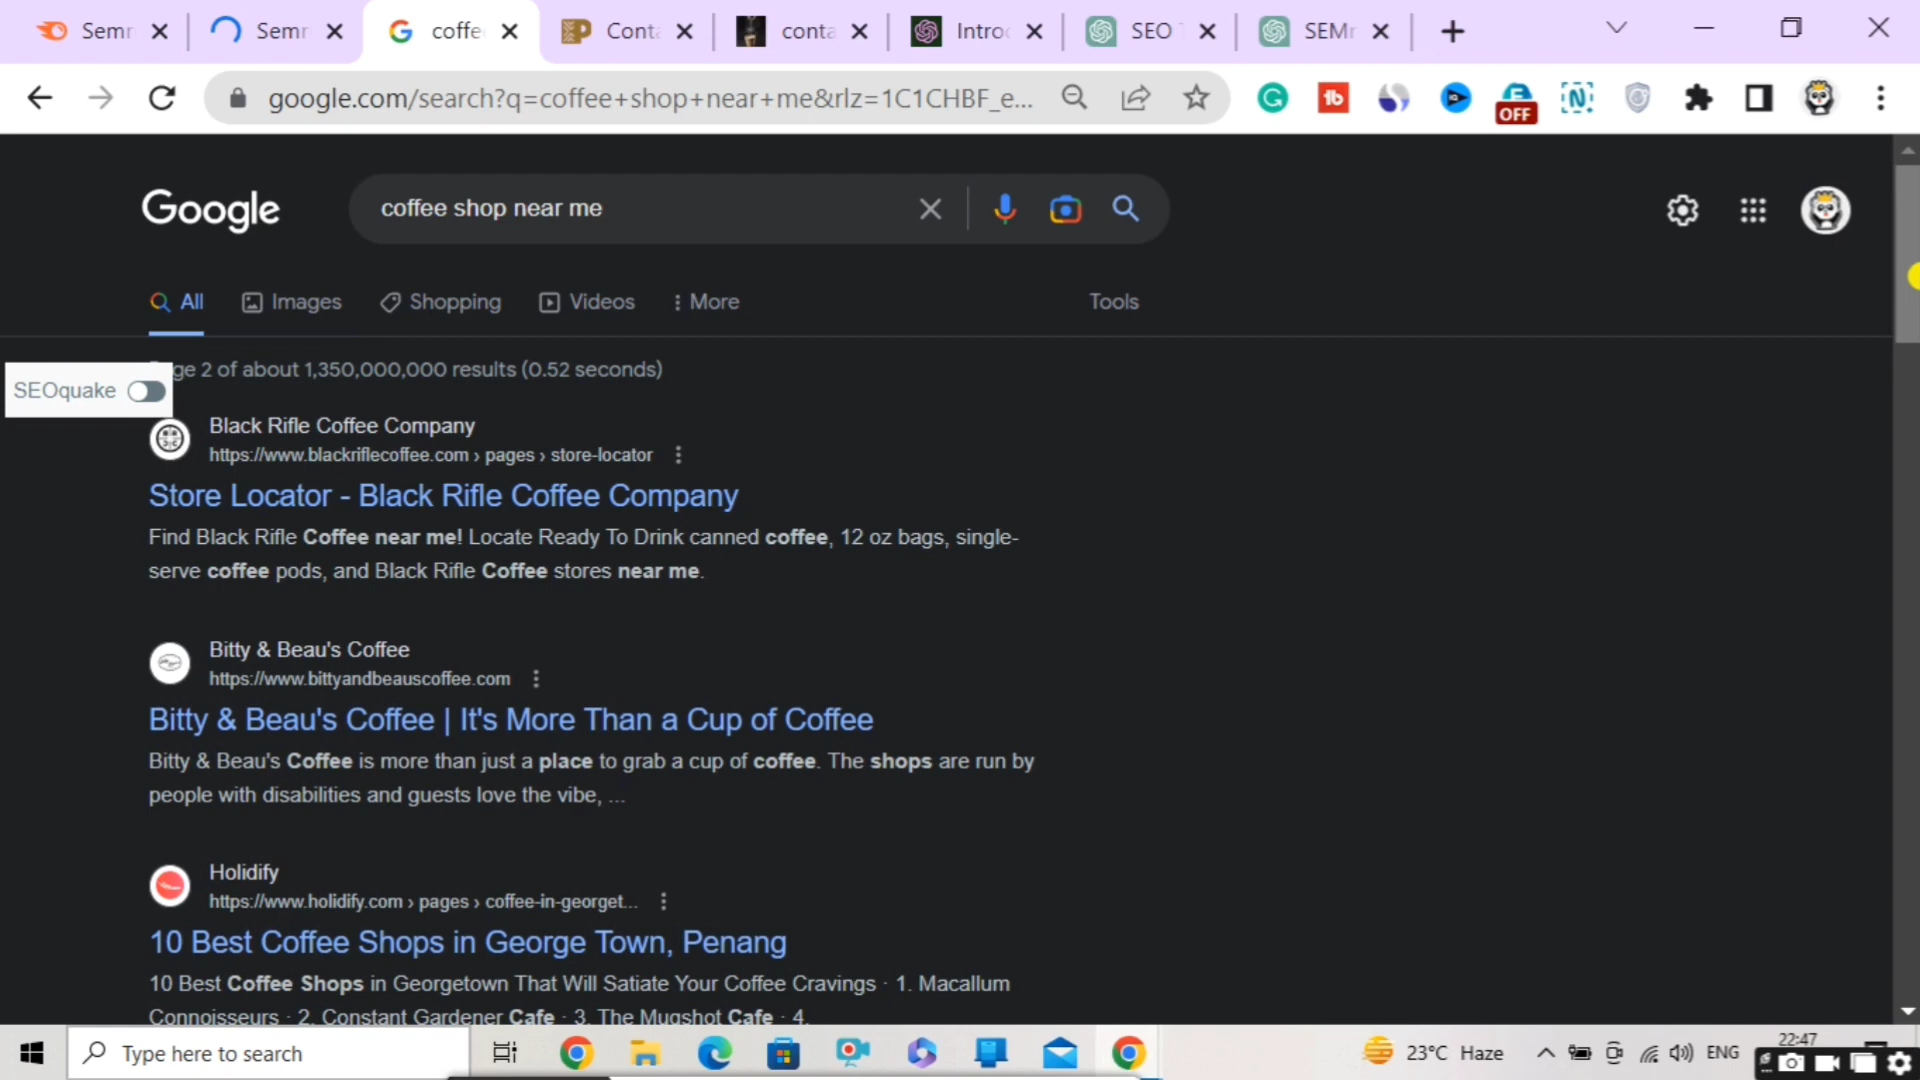 Semr
Semr
coffe
Conta
conta
Introd
SEO T
SEMr
google.com/search?q=coffee+shop+near+me&rlz=1C1CHBF_e...
OFF
Google
coffee shop near me
All
Images
Shopping
Videos
More
Tools
SEOquake
ge 2 of about 1,350,000,000 results (0.52 seconds)
Black Rifle Coffee Company
https://www.blackriflecoffee.com › pages › store-locator
Store Locator - Black Rifle Coffee Company
Find Black Rifle Coffee near me! Locate Ready To Drink canned coffee, 12 oz bags, single-
serve coffee pods, and Black Rifle Coffee stores near me.
Bitty & Beau's Coffee
https://www.bittyandbeauscoffee.com
Bitty & Beau's Coffee | It's More Than a Cup of Coffee
Bitty & Beau's Coffee is more than just a place to grab a cup of coffee. The shops are run by
people with disabilities and guests love the vibe, ...
Holidify
https://www.holidify.com › pages › coffee-in-georget...
10 Best Coffee Shops in George Town, Penang
10 Best Coffee Shops in Georgetown That Will Satiate Your Coffee Cravings · 1. Macallum
Connoisseurs · 2. Constant Gardener Cafe · 3. The Mugshot Cafe · 4.
Type here to search
23°C Haze
ENG
22:47